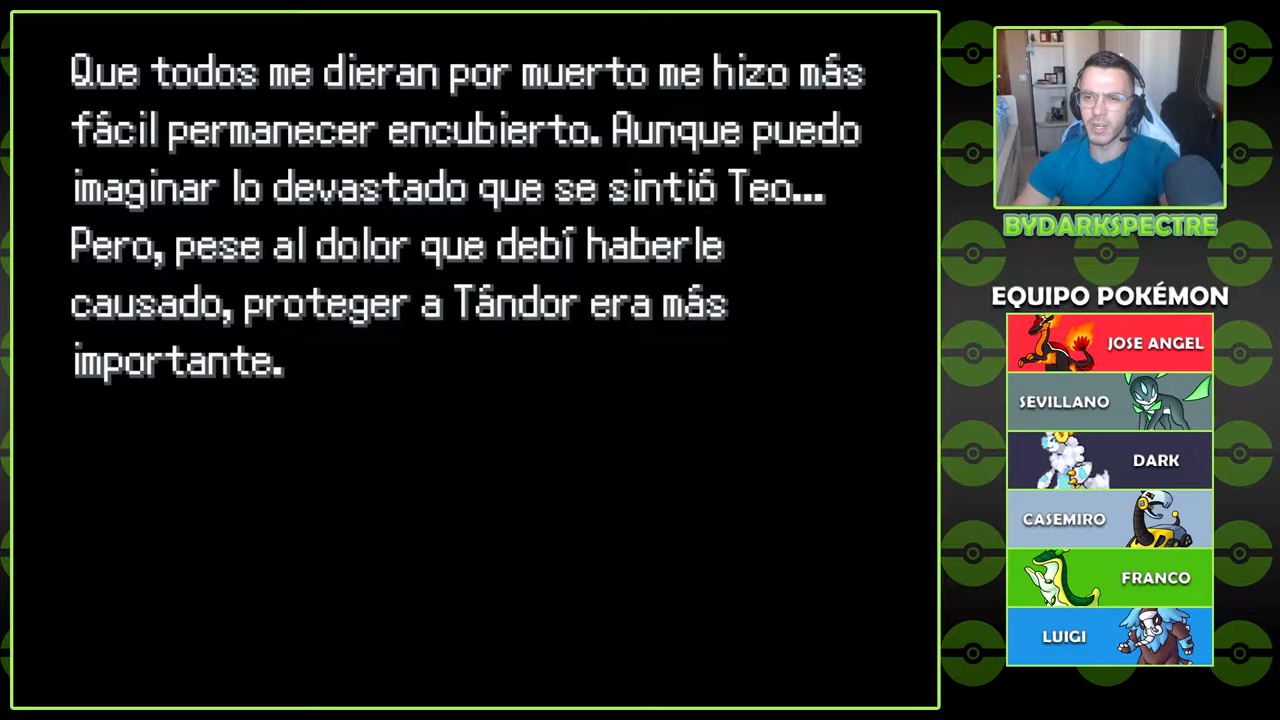 Que todos me dieran por muerto me hizo más
fácil permanecer encubierto. Aunque puedo
imaginar lo devastado que se sintió Teo...
Pero, pese al dolor que debí haberle
causado, proteger a Tándor era más
importante.
BYDARKSPECTRE
EQUIPO POKÉMON
JOSE ANGEL
SEVILLANO
DARK
CASEMIRO
FRANCO
LUIGI